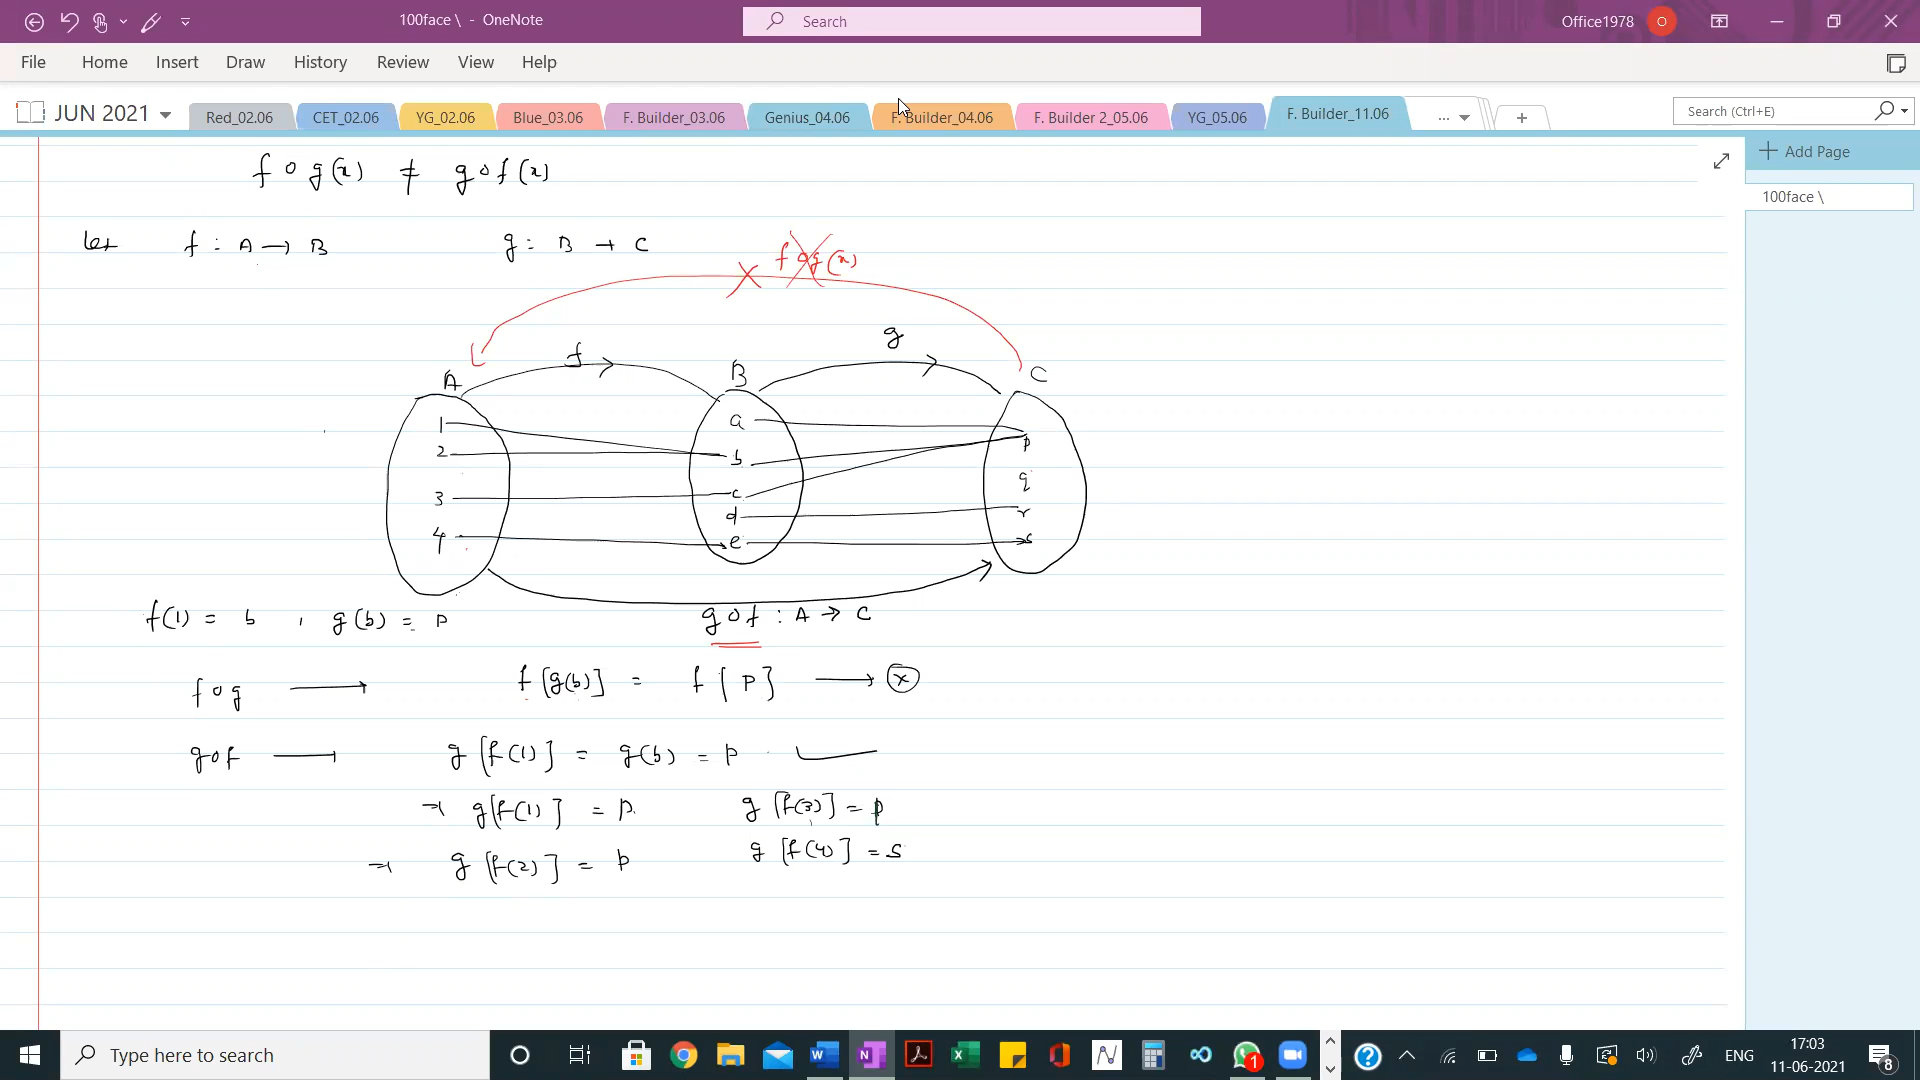 100face \ - OneNote
Search
Office1978
O
File Home Insert Draw History Review View Help
JUN 2021
Red_02.06 CET_02.06 YG_02.06 Blue_03.06 F. Builder_03.06 Genius_04.06 F. Builder_04.06 F. Builder 2_05.06 YG_05.06 F. Builder_11.06 ... +
Search (Ctrl+E)
+ Add Page
100face \
f o g(x) ≠ g o f(x)
let f : A → B g : B → C
f o g(x)
f g
A B C
1 a p
2 b q
3 c r
4 d s
e
f(1) = b , g(b) = p
g o f : A → C
f o g → f[g(b)] = f[p] → x
g o f → g[f(1)] = g(b) = p
→ g[f(1)] = p g[f(3)] = p
→ g[f(2)] = p g[f(4)] = s
Type here to search
1
ENG
17:03
11-06-2021
8